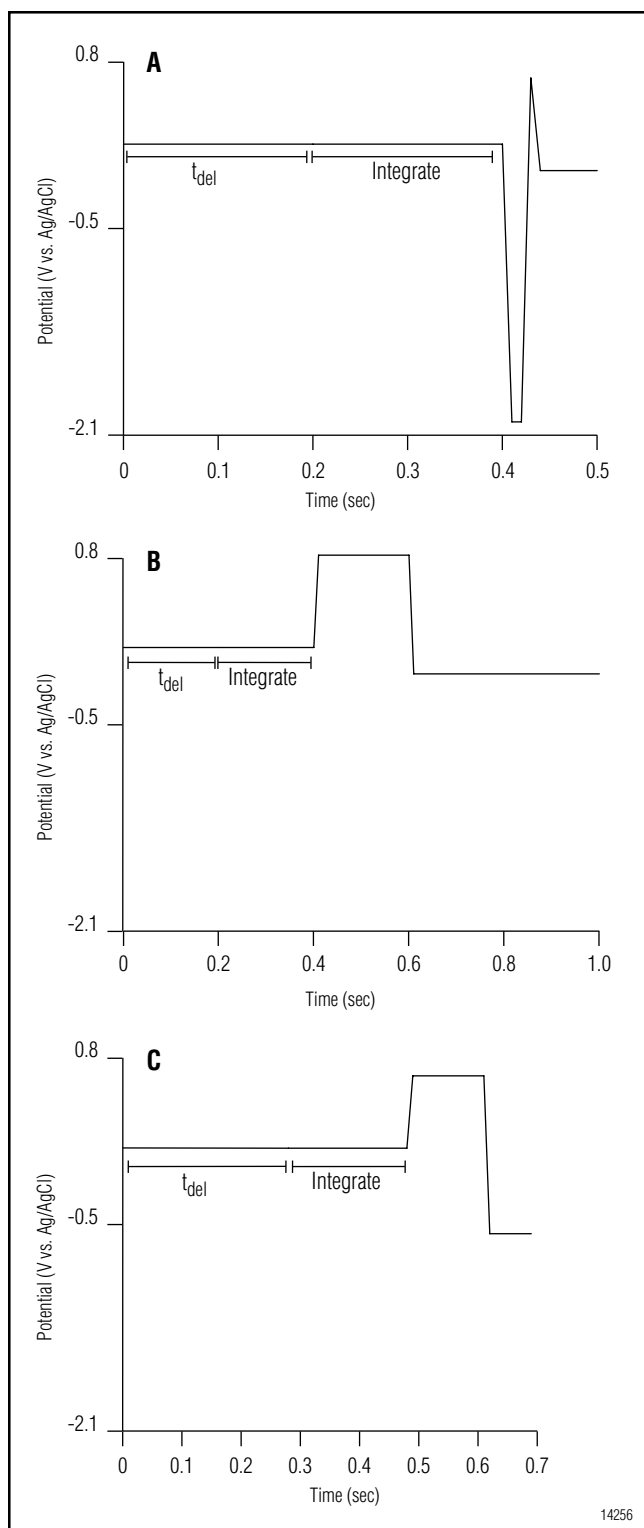 A
0.8
-0.5
-2.1
Potential (V vs. Ag/AgCl)
tdel
Integrate
0 0.1 0.2 0.3 0.4 0.5
Time (sec)
B
0.8
-0.5
-2.1
Potential (V vs. Ag/AgCl)
tdel
Integrate
0 0.2 0.4 0.6 0.8 1.0
Time (sec)
C
0.8
-0.5
-2.1
Potential (V vs. Ag/AgCl)
tdel
Integrate
0 0.1 0.2 0.3 0.4 0.5 0.6 0.7
Time (sec)
14256